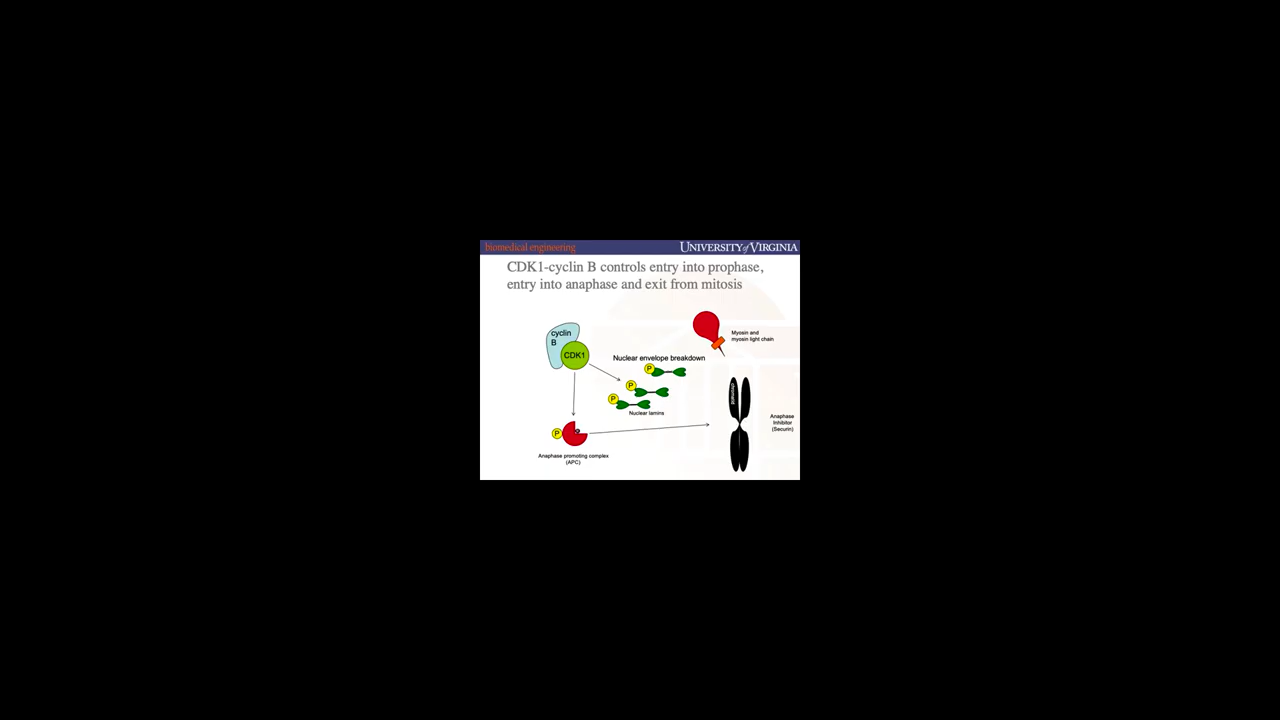 biomedical engineering
UNIVERSITY of VIRGINIA
CDK1-cyclin B controls entry into prophase,
entry into anaphase and exit from mitosis
cyclin
B
CDK1
Myosin and
myosin light chain
Nuclear envelope breakdown
P
P
P
Nuclear lamins
chromatid
Anaphase
Inhibitor
(Securin)
P
Anaphase promoting complex
(APC)